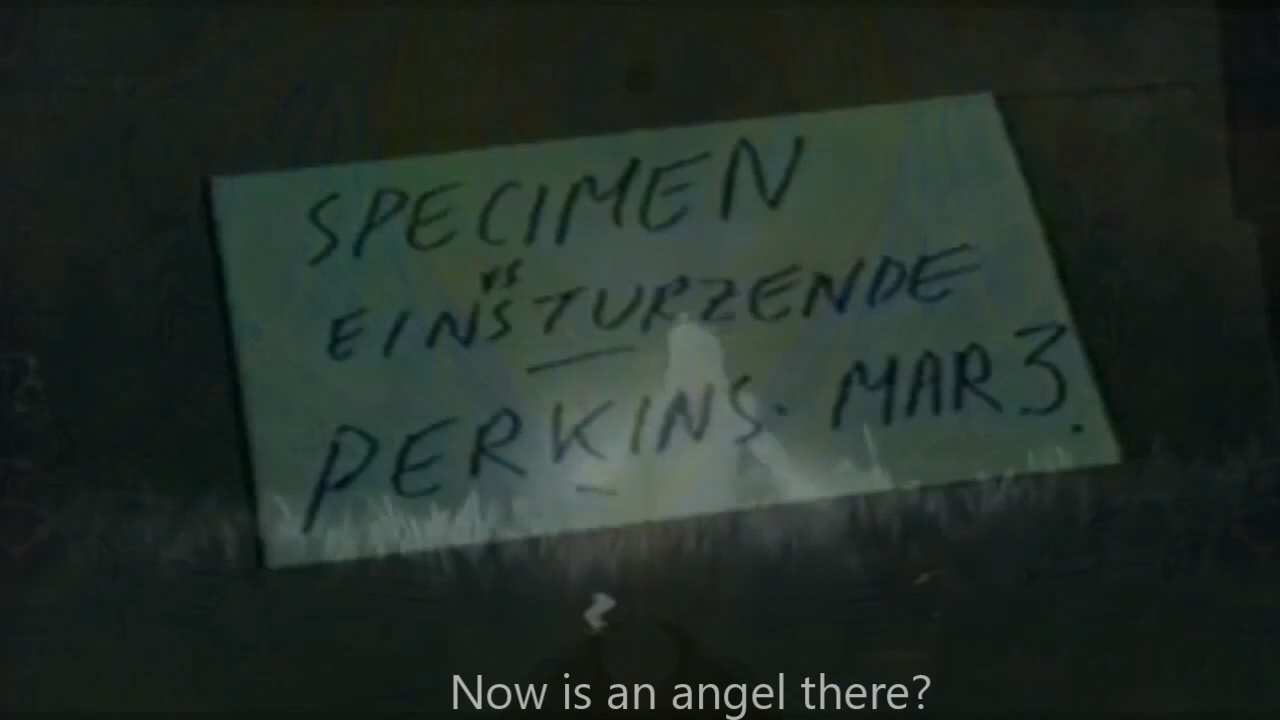 SPECIMEN
vs
EINSTURZENDE
PERKINS. MAR 3.
Now is an angel there?